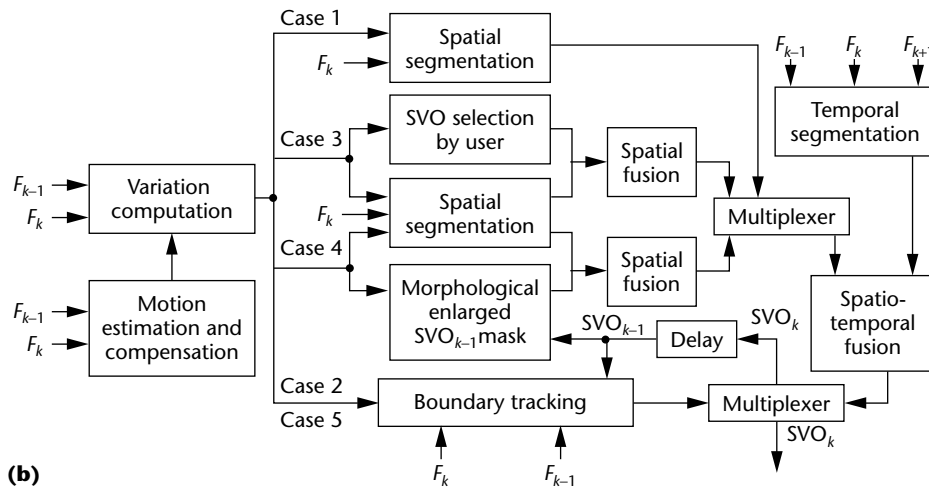 Case 1
F_k
Spatial
segmentation
F_{k–1}
F_k
F_{k+1}
Temporal
segmentation
Case 3
SVO selection
by user
Spatial
fusion
F_{k–1}
F_k
Variation
computation
F_k
Spatial
segmentation
Multiplexer
Case 4
Morphological
enlarged
SVO_{k–1} mask
Spatial
fusion
F_{k–1}
F_k
Motion
estimation and
compensation
Spatio-
temporal
fusion
SVO_{k–1}
Delay
SVO_k
Case 2
Case 5
Boundary tracking
Multiplexer
SVO_k
F_k
F_{k–1}
(b)